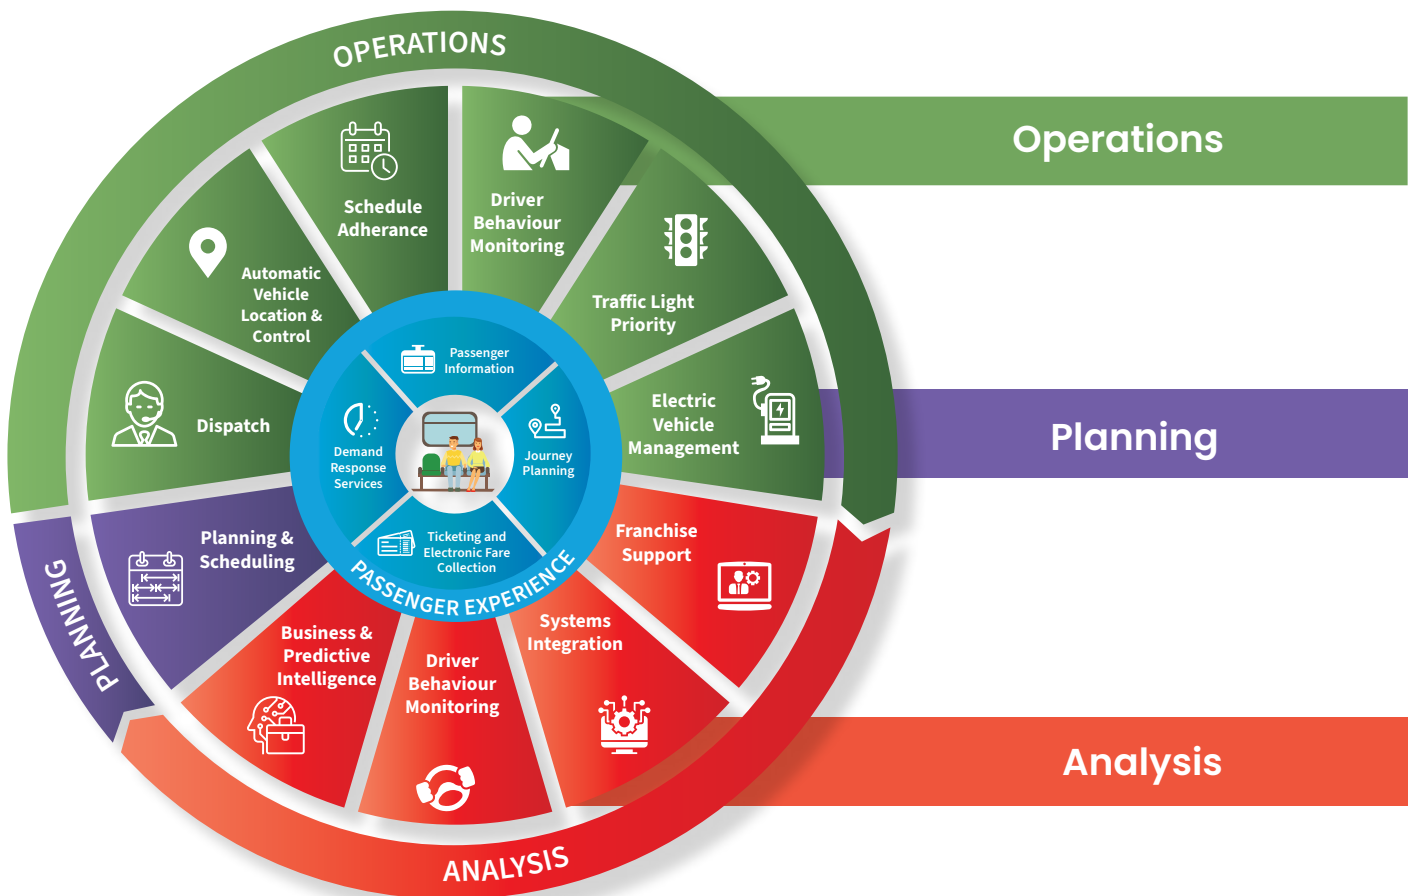 OPERATIONS
Operations
Schedule
Adherance
Driver
Behaviour
Monitoring
Automatic
Vehicle
Location &
Control
Traffic Light
Priority
Dispatch
Electric
Vehicle
Management
Planning
Passenger
Information
Demand
Response
Services
Journey
Planning
Ticketing and
Electronic Fare
Collection
PASSENGER EXPERIENCE
PLANNING
Planning &
Scheduling
Franchise
Support
Business &
Predictive
Intelligence
Driver
Behaviour
Monitoring
Systems
Integration
Analysis
ANALYSIS